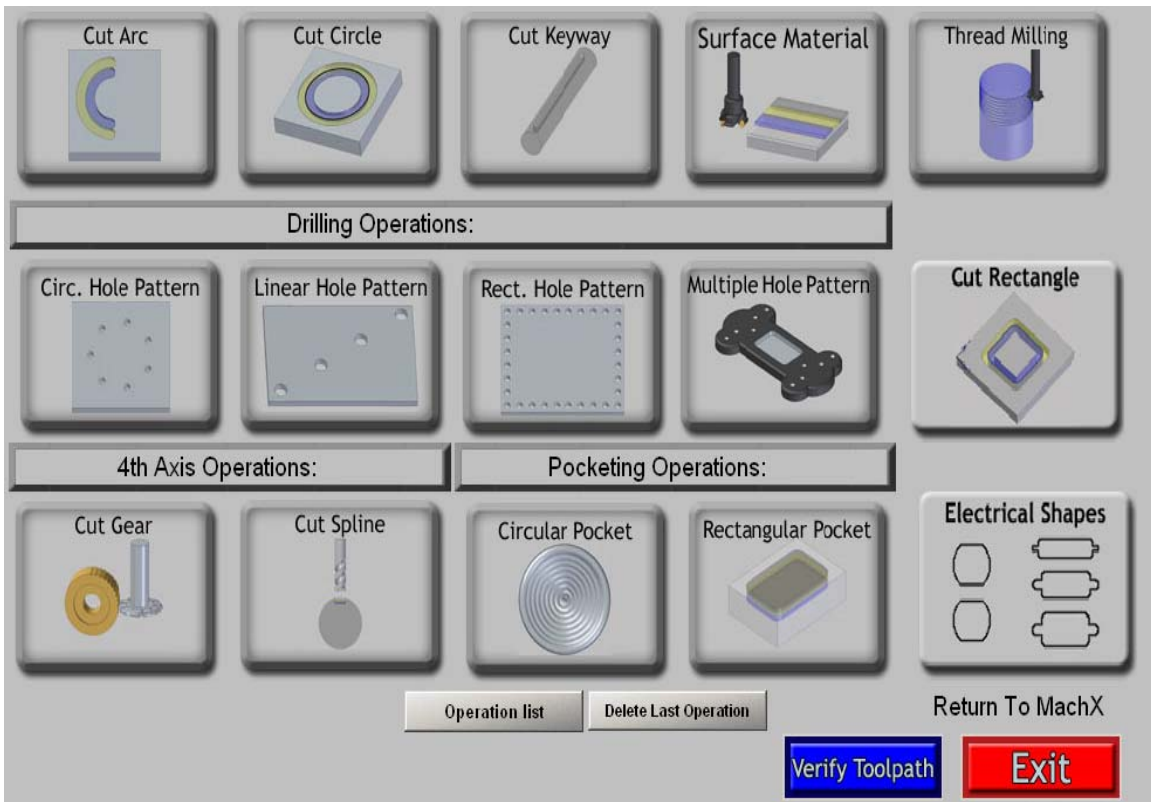 Cut Arc
Cut Circle
Cut Keyway
Surface Material
Thread Milling
Drilling Operations:
Circ. Hole Pattern
Linear Hole Pattern
Rect. Hole Pattern
Multiple Hole Pattern
Cut Rectangle
4th Axis Operations:
Pocketing Operations:
Cut Gear
Cut Spline
Circular Pocket
Rectangular Pocket
Electrical Shapes
Operation list
Delete Last Operation
Return To MachX
Verify Toolpath
Exit